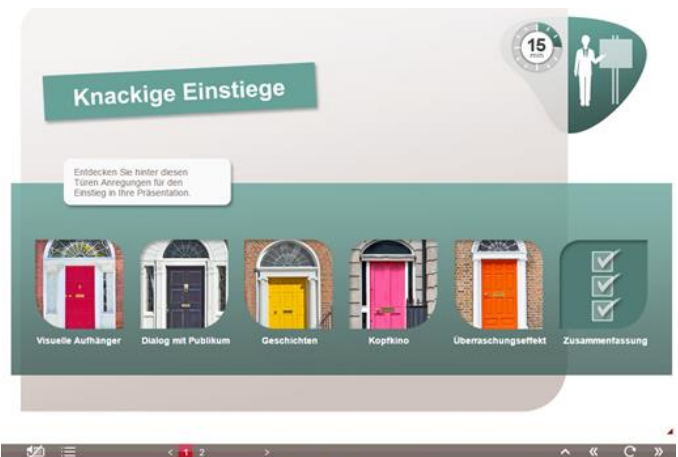 15
min
Knackige Einstiege
Entdecken Sie hinter diesen
Türen Anregungen für den
Einstieg in Ihre Präsentation.
Visuelle Aufhänger
Dialog mit Publikum
Geschichten
Kopfkino
Überraschungseffekt
Zusammenfassung
< 1 2 >